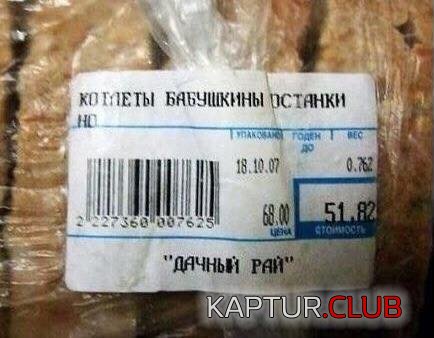 КОТЛЕТЫ БАБУШКИНЫ ОСТАНКИ
НО
УПАКОВАНО ГОДЕН ДО ВЕС
18.10.07 0.762
68.00 51.82
ЦЕНА СТОИМОСТЬ
2 227360 007625
"ДАЧНЫЙ РАЙ"
KAPTUR.CLUB